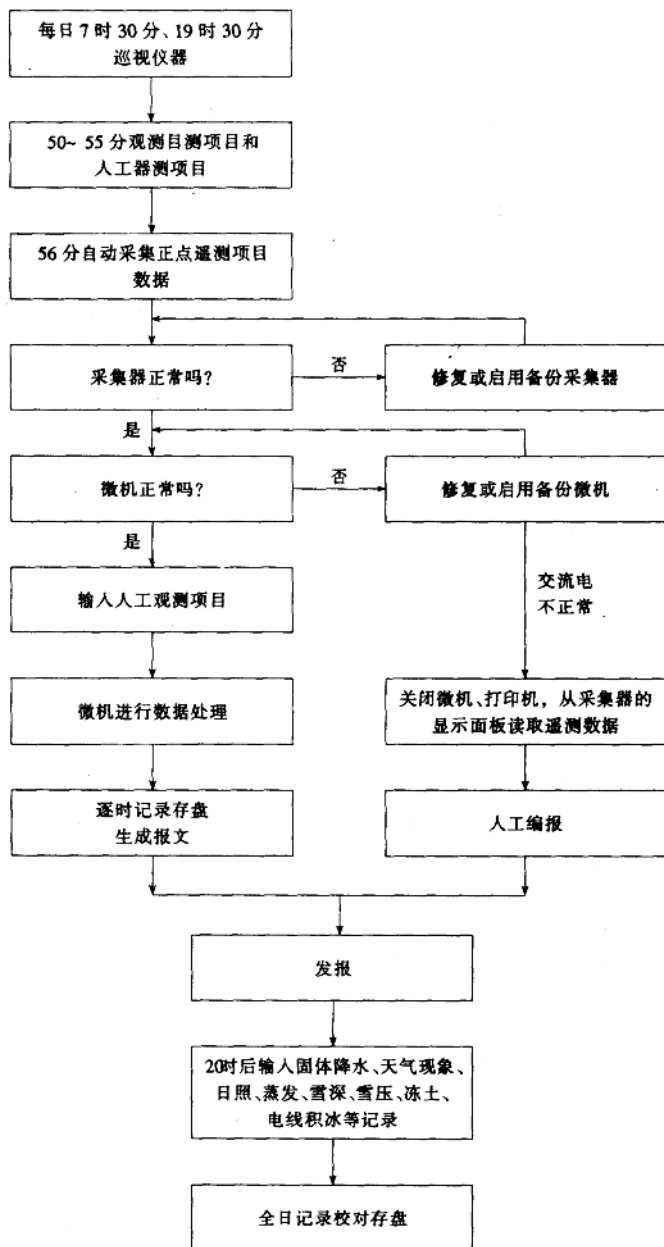 每日7时30分、19时30分
巡视仪器
50~55分观测目测项目和
人工器测项目
56分自动采集正点遥测项目
数据
采集器正常吗?
否
修复或启用备份采集器
是
微机正常吗?
否
修复或启用备份微机
是
输入人工观测项目
交流电
不正常
微机进行数据处理
关闭微机、打印机，从采集器的
显示面板读取遥测数据
逐时记录存盘
生成报文
人工编报
发报
20时后输入固体降水、天气现象、
日照、蒸发、雪深、雪压、冻土、
电线积冰等记录
全日记录校对存盘